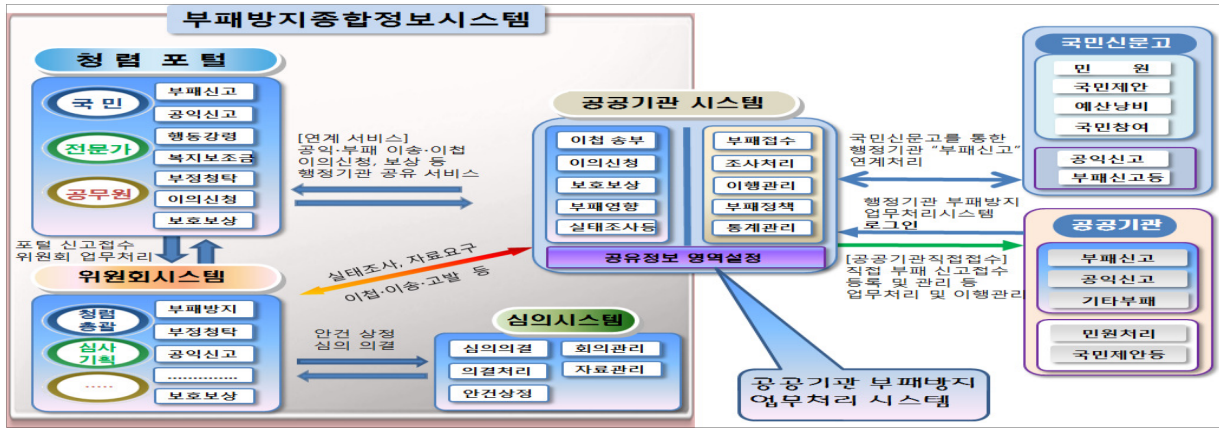 부패방지종합정보시스템
청 렴 포 털
국 민
전문가
공무원
부패신고
공익신고
행동강령
복지보조금
부정청탁
이의신청
보호보상
[연계 서비스]
공익·부패 이송·이첩
이의신청, 보상 등
행정기관 공유 서비스
포털 신고접수
위원회 업무처리
위원회시스템
청렴
총괄
심사
기획
.....
부패방지
부정청탁
공익신고
..............
보호보상
실태조사, 자료요구
이첩·이송·고발 등
안건 상정
심의 의결
심의시스템
심의의결
회의관리
의결처리
자료관리
안건상정
공공기관 시스템
이첩 송부
이의신청
보호보상
부패영향
실태조사등
부패접수
조사처리
이행관리
부패정책
통계관리
공유정보 영역설정
공공기관 부패방지
업무처리 시스템
국민신문고를 통한
행정기관 “부패신고”
연계처리
행정기관 부패방지
업무처리시스템
로그인
[공공기관직접접수]
직접 부패 신고접수
등록 및 관리 등
업무처리 및 이행관리
국민신문고
민 원
국민제안
예산낭비
국민참여
공익신고
부패신고등
공공기관
부패신고
공익신고
기타부패
민원처리
국민제안등